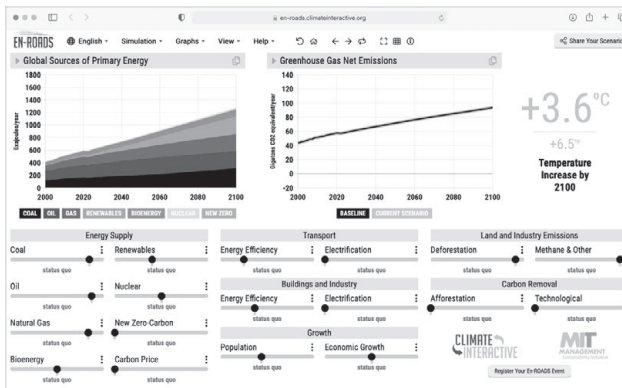 en-roads.climateinteractive.org
EN-ROADS
English
Simulation
Graphs
View
Help
Share Your Scenario
Global Sources of Primary Energy
Exajoules/year
1800
1600
1400
1200
1000
800
600
400
200
0
2000 2020 2040 2060 2080 2100
COAL OIL GAS RENEWABLES BIOENERGY NUCLEAR NEW ZERO
Greenhouse Gas Net Emissions
Gigatons CO2 equivalent/year
140
120
100
80
60
40
20
0
-20
2000 2020 2040 2060 2080 2100
BASELINE CURRENT SCENARIO
+3.6°C
+6.5°F
Temperature
Increase by
2100
Energy Supply
Coal
status quo
Renewables
status quo
Oil
status quo
Nuclear
status quo
Natural Gas
status quo
New Zero-Carbon
status quo
Bioenergy
status quo
Carbon Price
status quo
Transport
Energy Efficiency
status quo
Electrification
status quo
Buildings and Industry
Energy Efficiency
status quo
Electrification
status quo
Growth
Population
status quo
Economic Growth
status quo
Land and Industry Emissions
Deforestation
status quo
Methane & Other
status quo
Carbon Removal
Afforestation
status quo
Technological
status quo
CLIMATE
INTERACTIVE
MIT
MANAGEMENT
Register Your En-ROADS Event